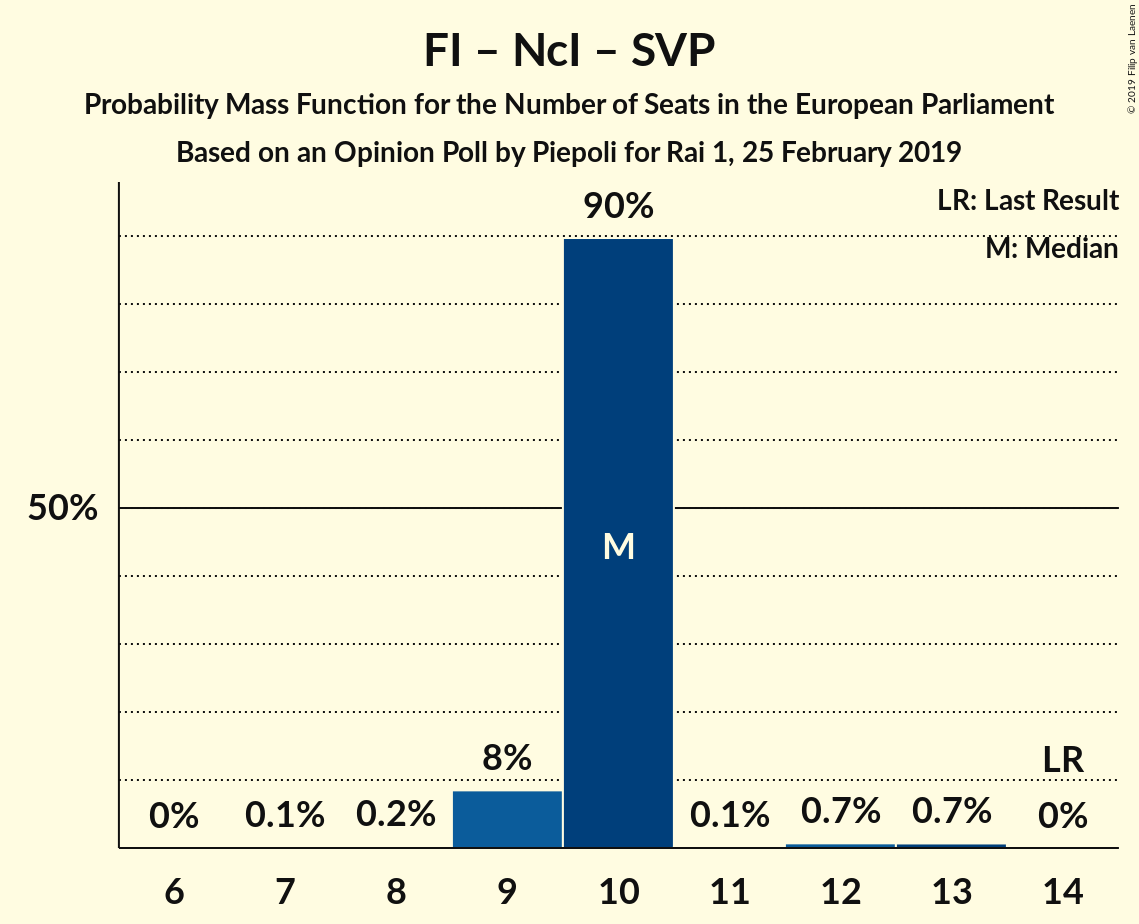 FI – NcI – SVP
Probability Mass Function for the Number of Seats in the European Parliament
Based on an Opinion Poll by Piepoli for Rai 1, 25 February 2019
© 2019 Filip van Laenen
LR: Last Result
M: Median
90%
50%
M
8%
LR
0%
0.1%
0.2%
0.1%
0.7%
0.7%
0%
6
7
8
9
10
11
12
13
14